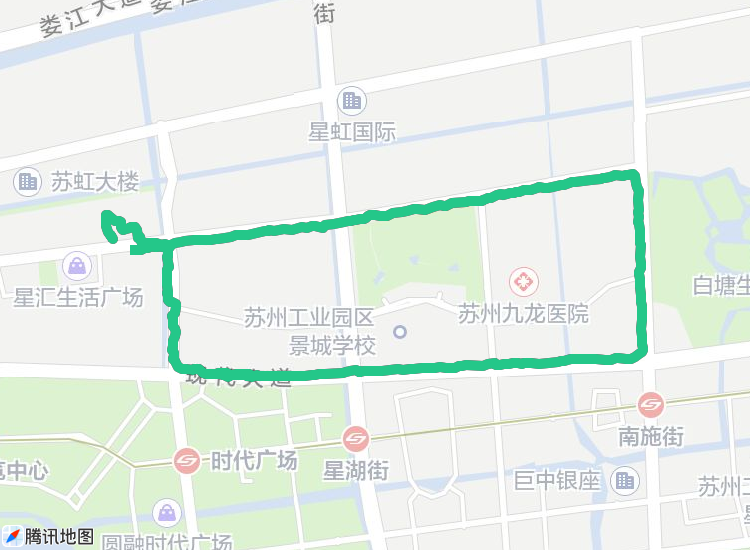 娄江大道
娄江
街
星虹国际
苏虹大楼
星汇生活广场
苏州工业园区
景城学校
苏州九龙医院
白塘生
现代大道
南施街
时代广场
星湖街
览中心
巨中银座
苏州工
圆融时代广场
腾讯地图